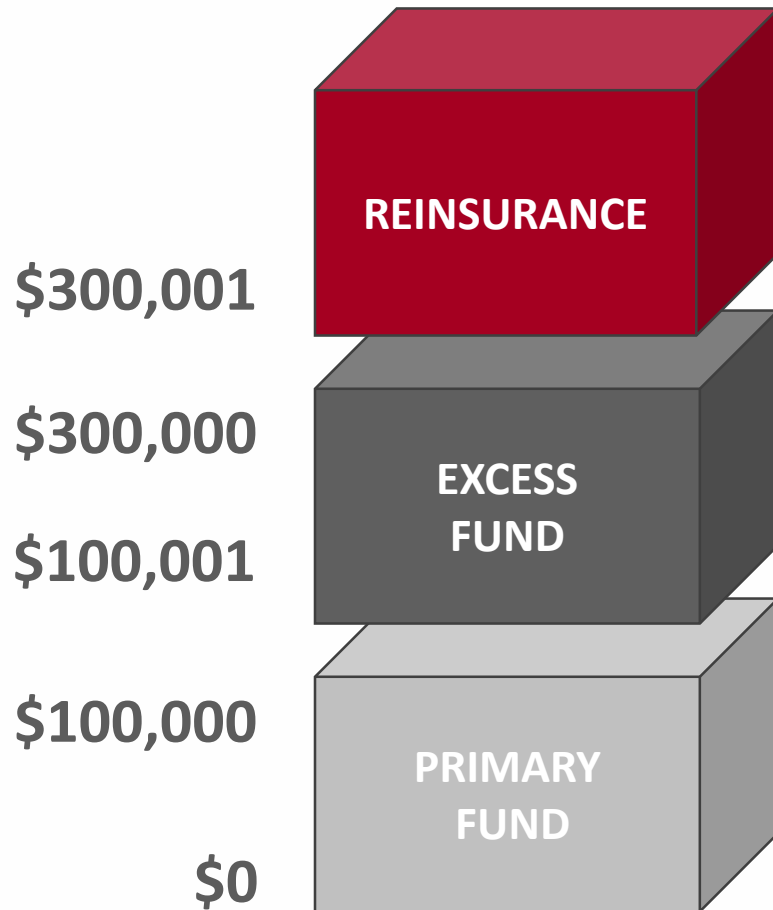 REINSURANCE
$300,001
$300,000
EXCESS
FUND
$100,001
$100,000
PRIMARY
FUND
$0